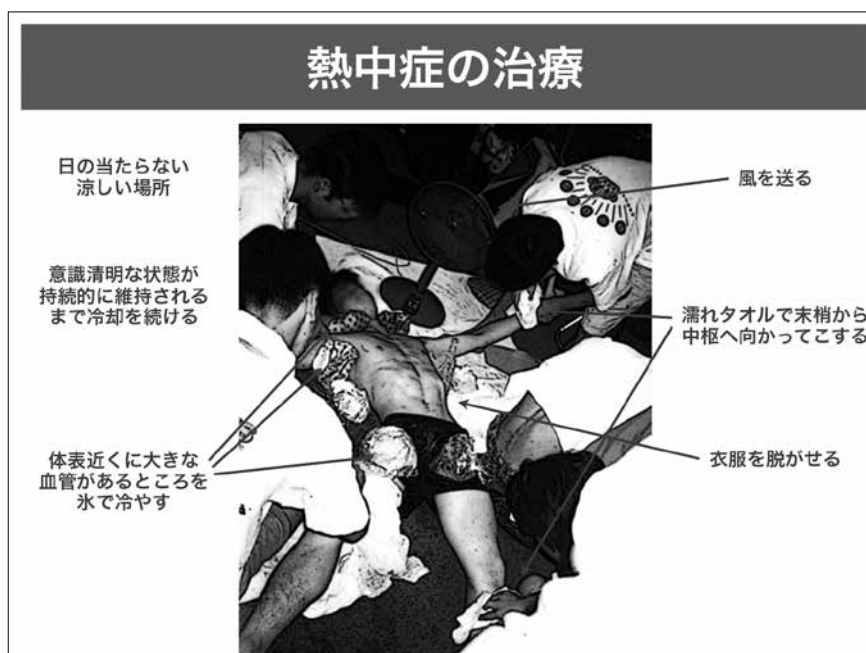 熱中症の治療
日の当たらない
涼しい場所
意識清明な状態が
持続的に維持される
まで冷却を続ける
体表近くに大きな
血管があるところを
氷で冷やす
風を送る
濡れタオルで末梢から
中枢へ向かってこする
衣服を脱がせる